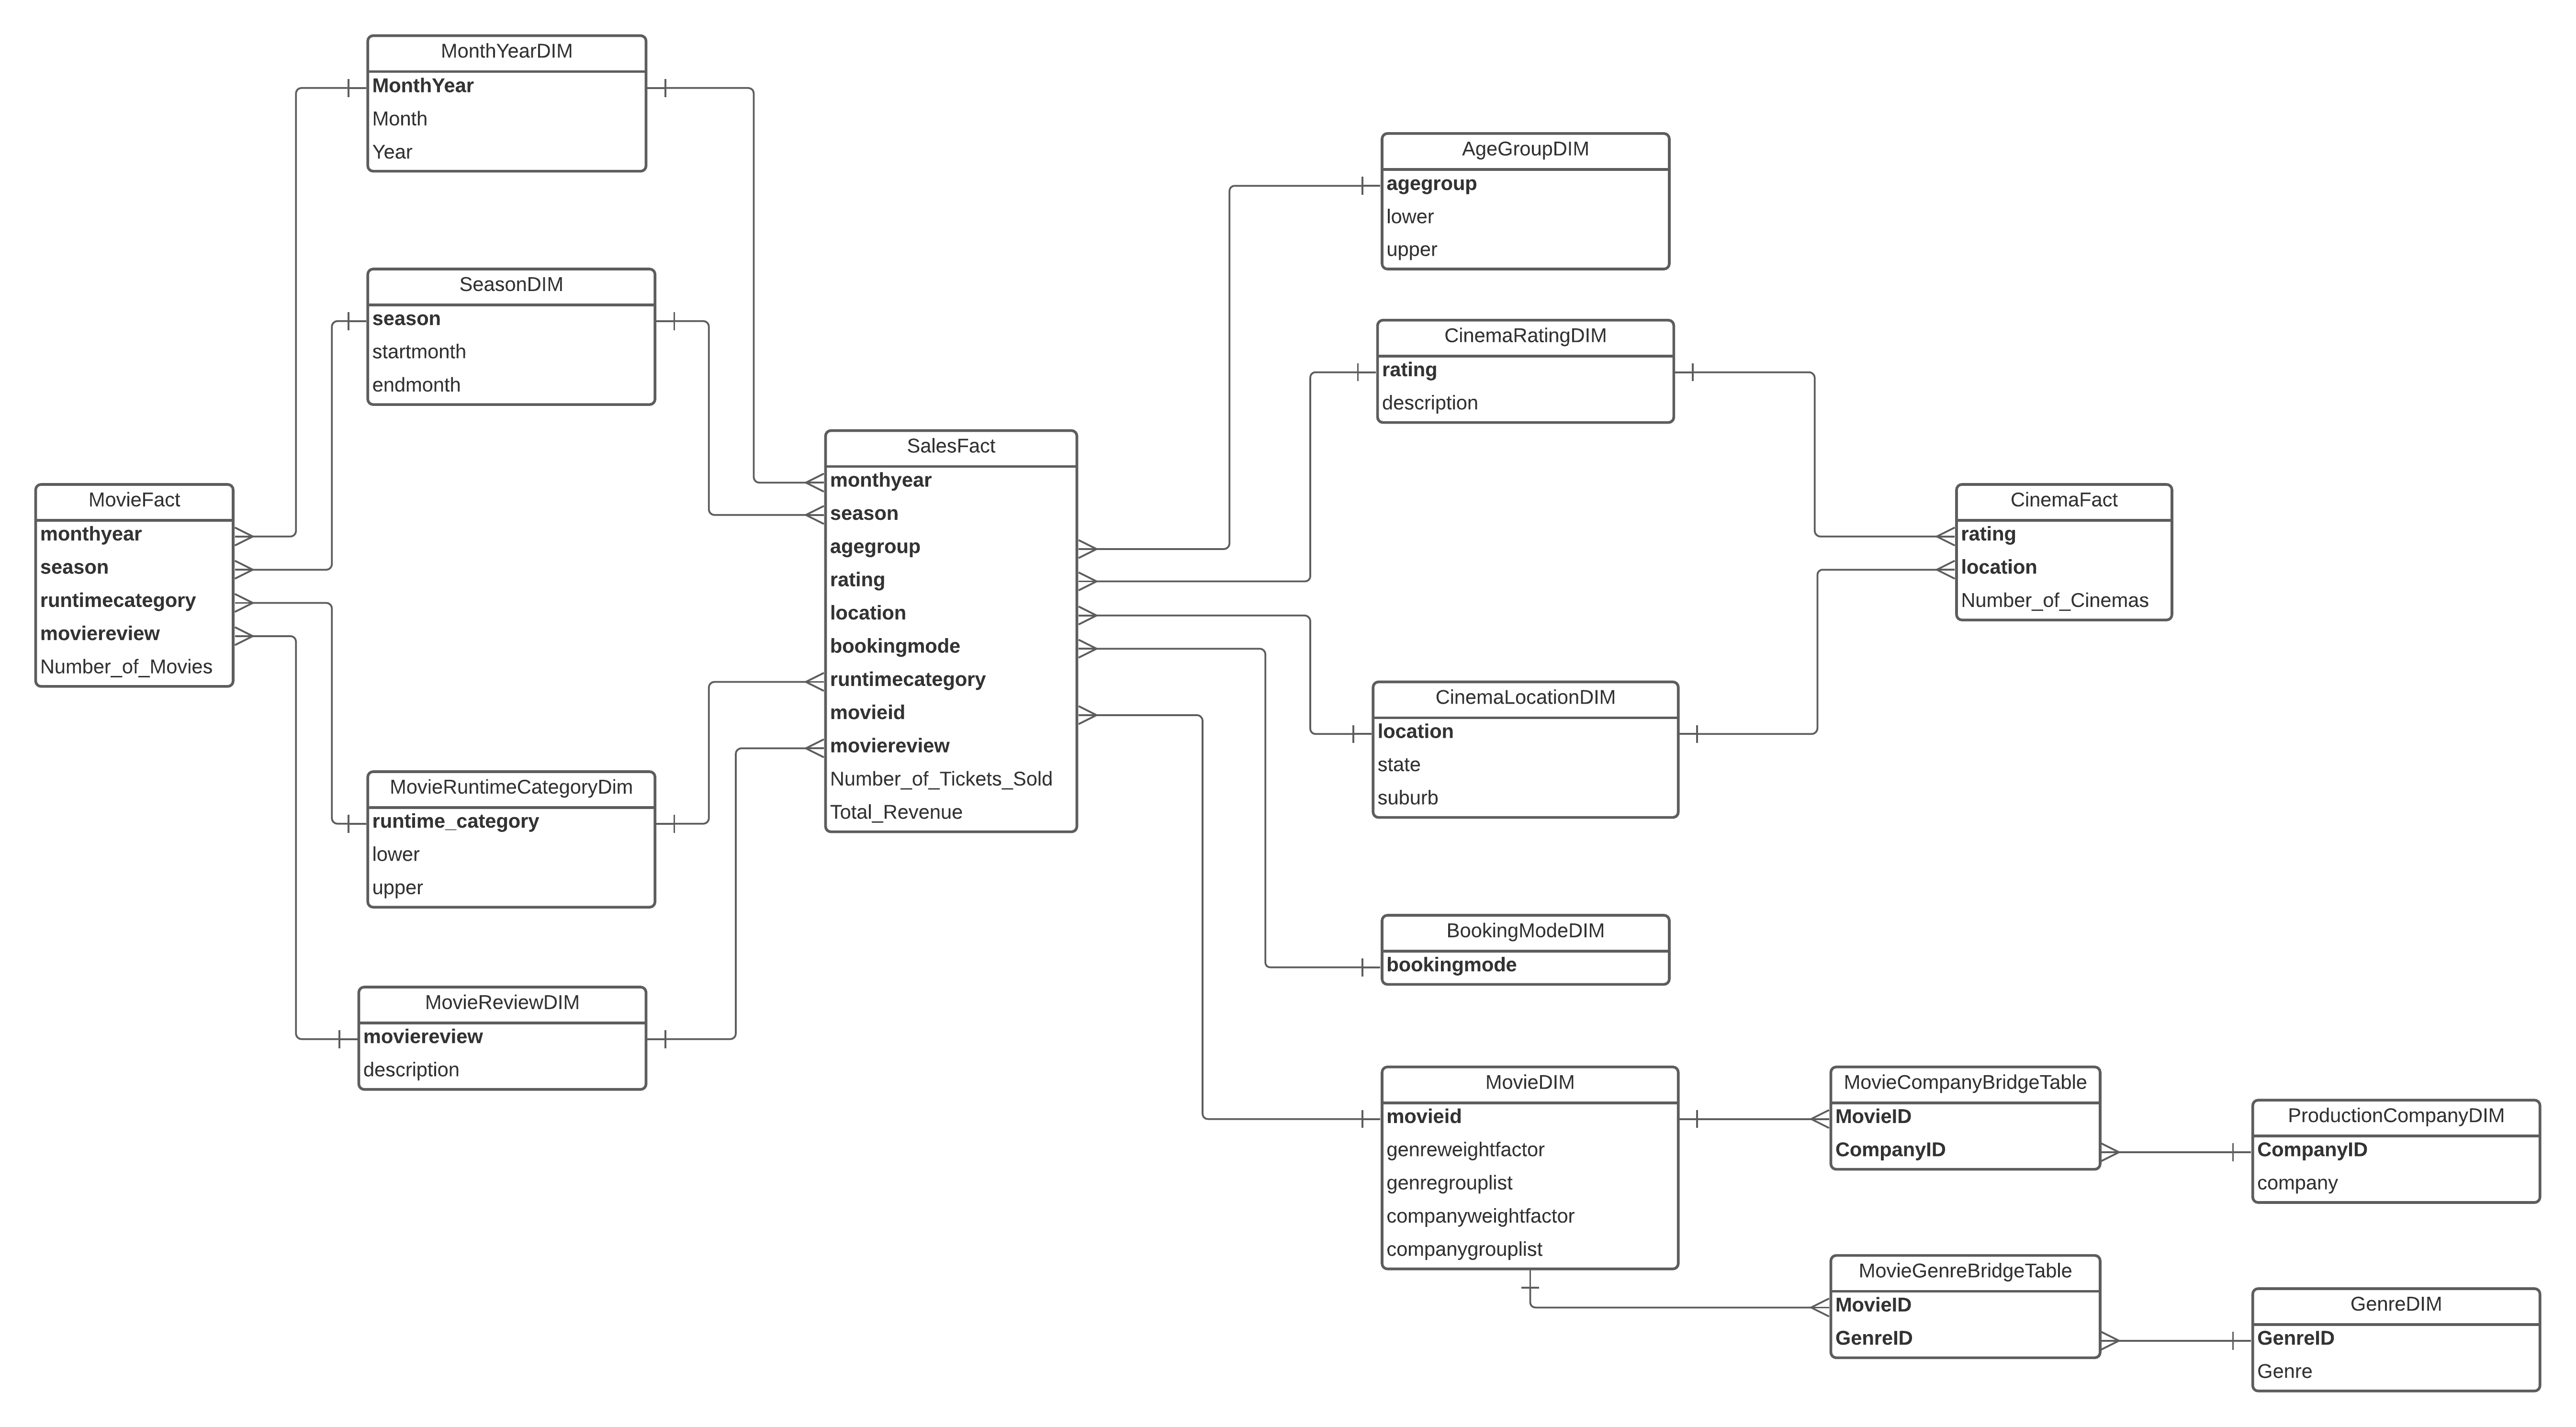 MonthYearDIM
MonthYear
Month
Year
SeasonDIM
season
startmonth
endmonth
MovieFact
monthyear
season
runtimecategory
moviereview
Number_of_Movies
MovieRuntimeCategoryDim
runtime_category
lower
upper
MovieReviewDIM
moviereview
description
SalesFact
monthyear
season
agegroup
rating
location
bookingmode
runtimecategory
movieid
moviereview
Number_of_Tickets_Sold
Total_Revenue
AgeGroupDIM
agegroup
lower
upper
CinemaRatingDIM
rating
description
CinemaFact
rating
location
Number_of_Cinemas
CinemaLocationDIM
location
state
suburb
BookingModeDIM
bookingmode
MovieDIM
movieid
genreweightfactor
genregrouplist
companyweightfactor
companygrouplist
MovieCompanyBridgeTable
MovieID
CompanyID
ProductionCompanyDIM
CompanyID
company
MovieGenreBridgeTable
MovieID
GenreID
GenreDIM
GenreID
Genre